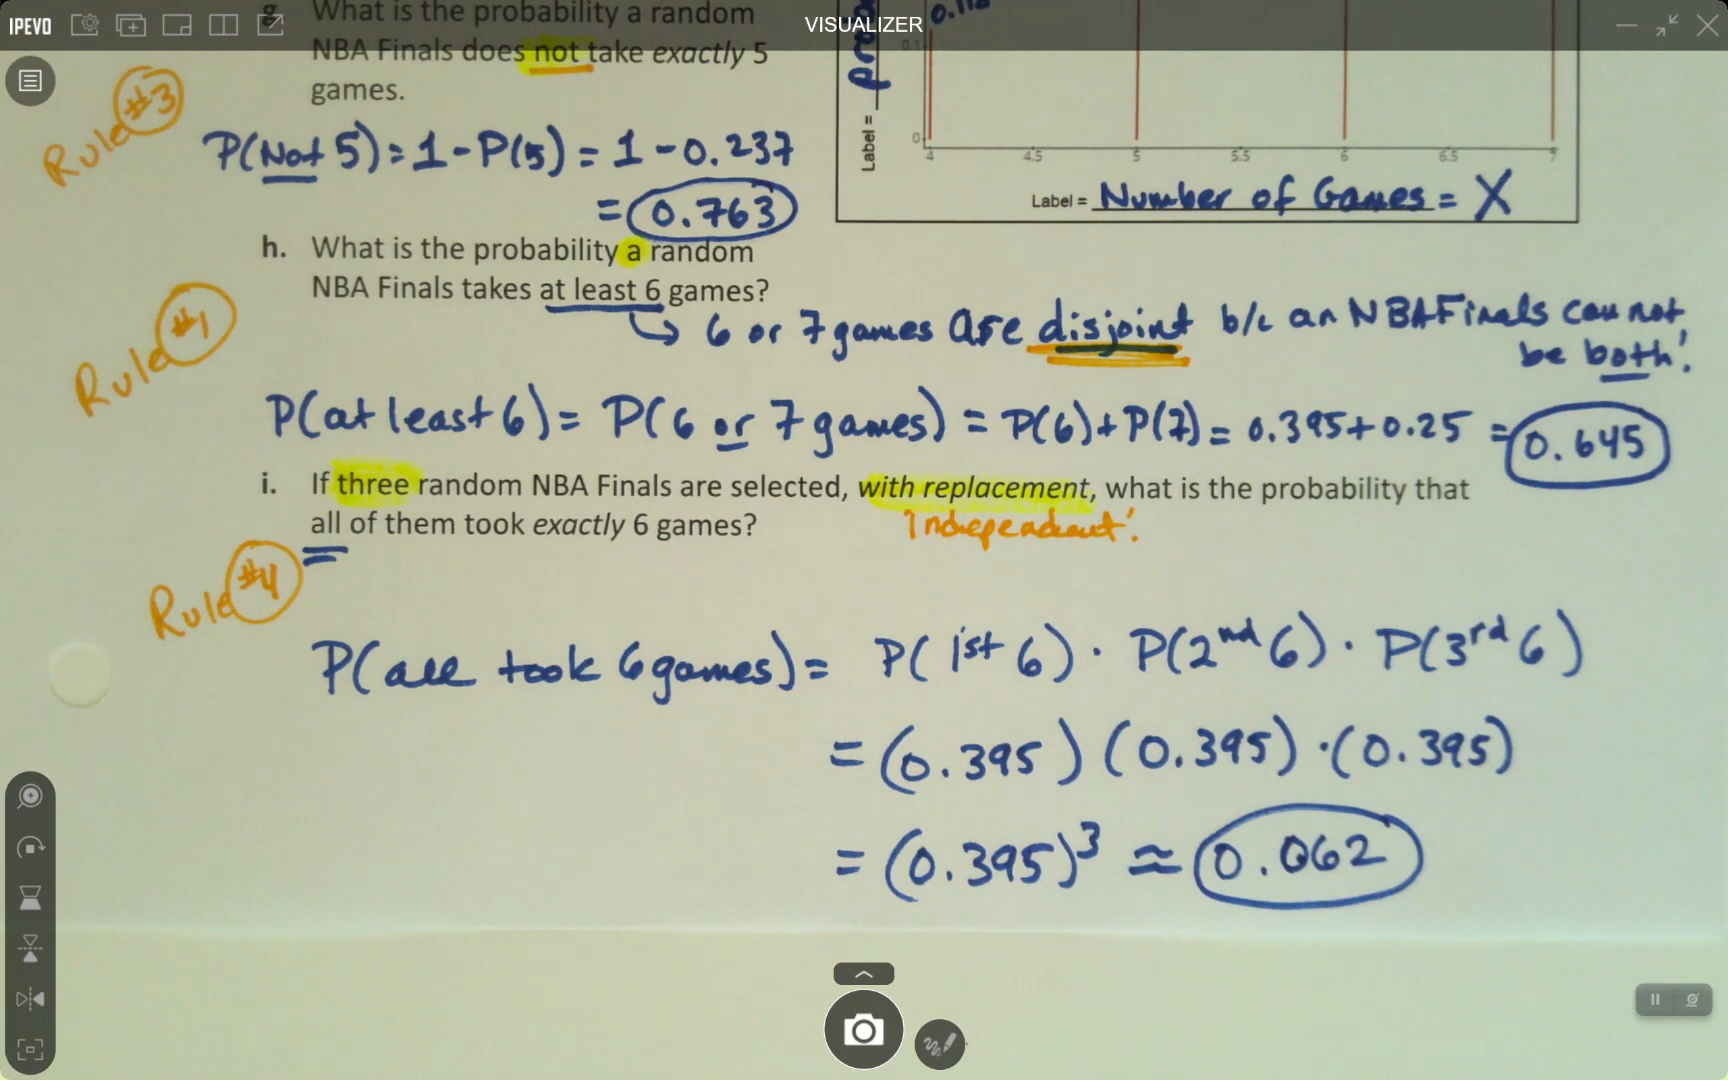 IPEVO
VISUALIZER
g. What is the probability a random
NBA Finals does not take exactly 5
games.
Rule #3
P(Not 5) = 1 - P(5) = 1 - 0.237
= 0.763
0.1
0
4 4.5 5 5.5 6 6.5 7
Label =
Label = Number of Games = X
h. What is the probability a random
NBA Finals takes at least 6 games?
Rule #1
6 or 7 games are disjoint b/c an NBA Finals can not
be both!
P(at least 6) = P(6 or 7 games) = P(6) + P(7) = 0.395 + 0.25 = 0.645
i. If three random NBA Finals are selected, with replacement, what is the probability that
all of them took exactly 6 games?
Independent!
Rule #4
P(all took 6 games) = P(1st 6) · P(2nd 6) · P(3rd 6)
= (0.395) (0.395) · (0.395)
= (0.395)³ ≈ 0.062